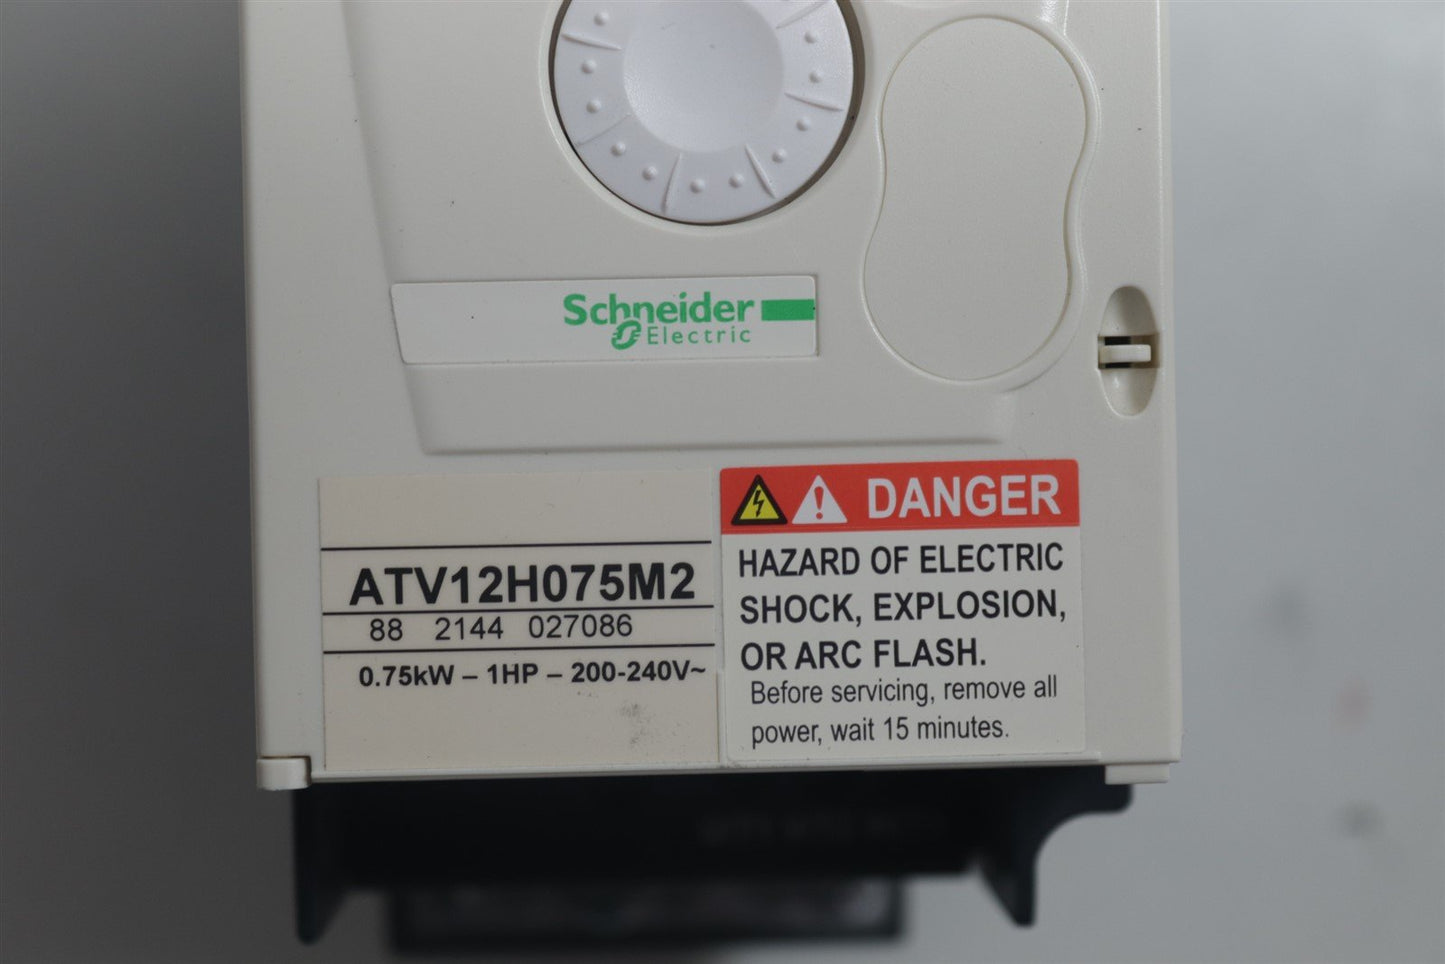 Schneider
Electric
ATV12H075M2
88 2144 027086
0.75kW – 1HP – 200-240V~
DANGER
HAZARD OF ELECTRIC
SHOCK, EXPLOSION,
OR ARC FLASH.
Before servicing, remove all
power, wait 15 minutes.